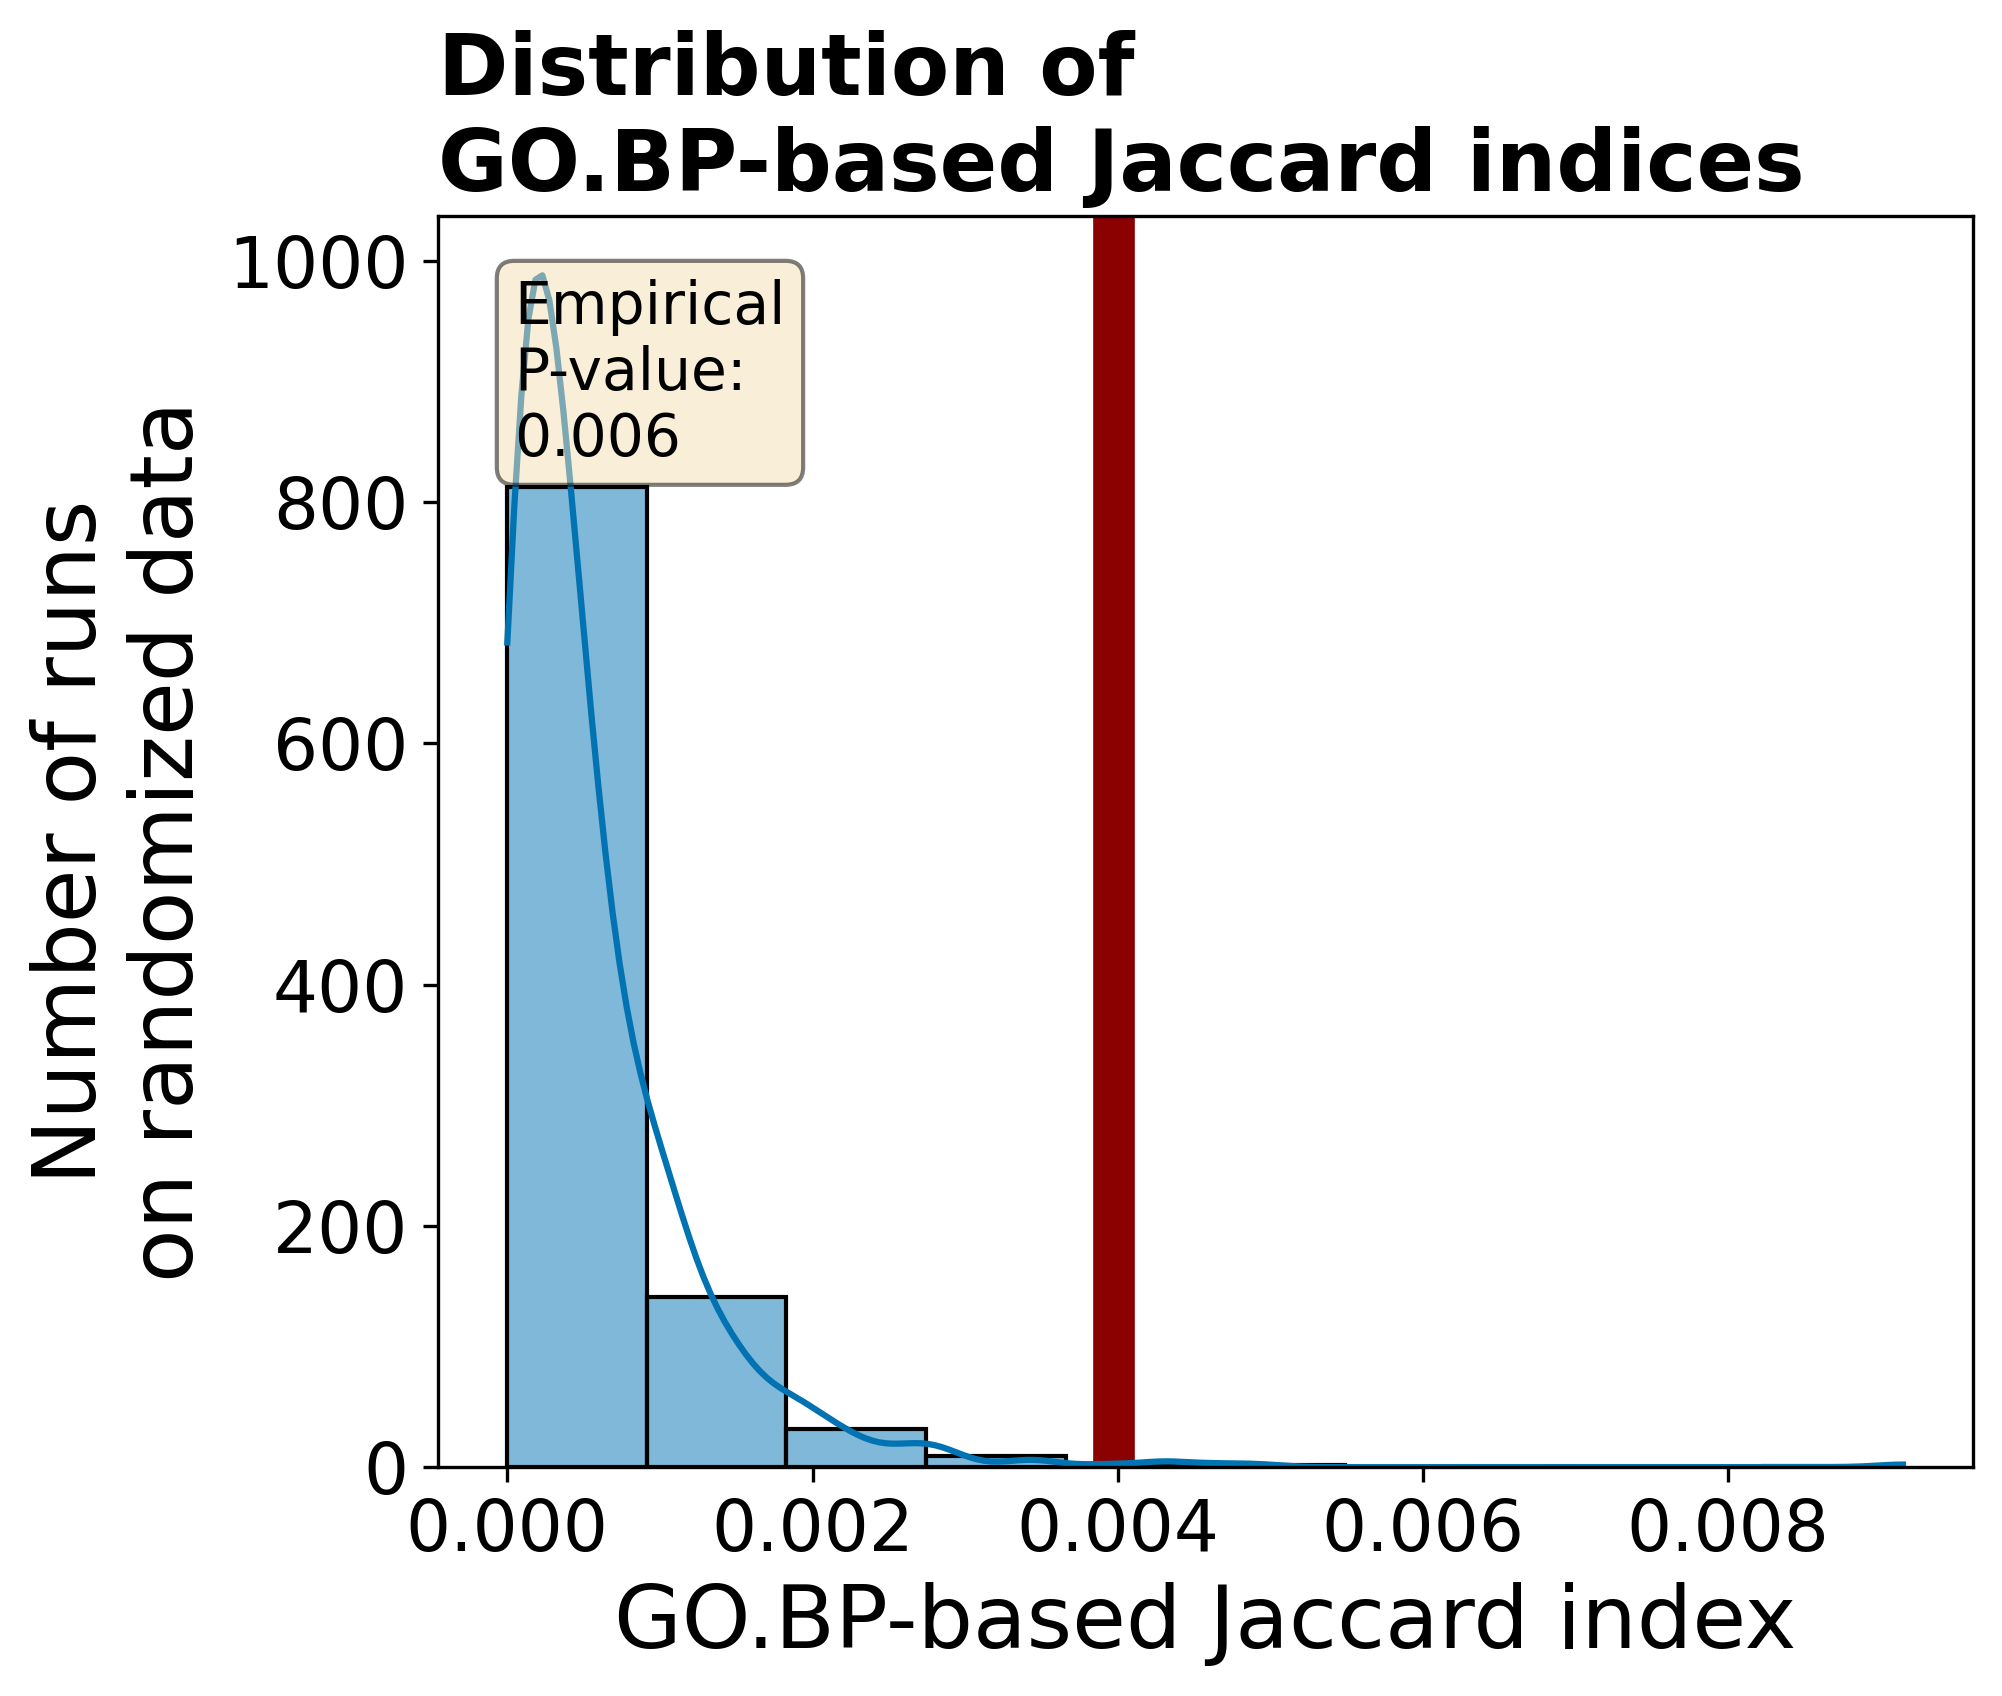 Distribution of
GO.BP-based Jaccard indices
Number of runs
on randomized data
1000
800
600
400
200
0
Empirical
P-value:
0.006
0.000
0.002
0.004
0.006
0.008
GO.BP-based Jaccard index